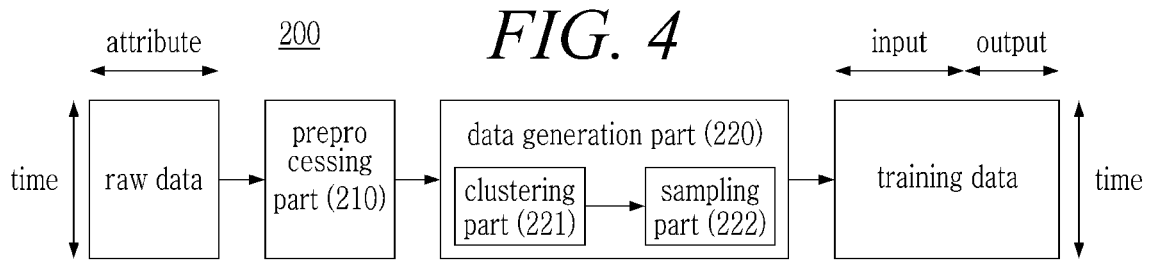 FIG. 4
200
attribute
input
output
time
raw data
prepro
cessing
part (210)
data generation part (220)
clustering
part (221)
sampling
part (222)
training data
time